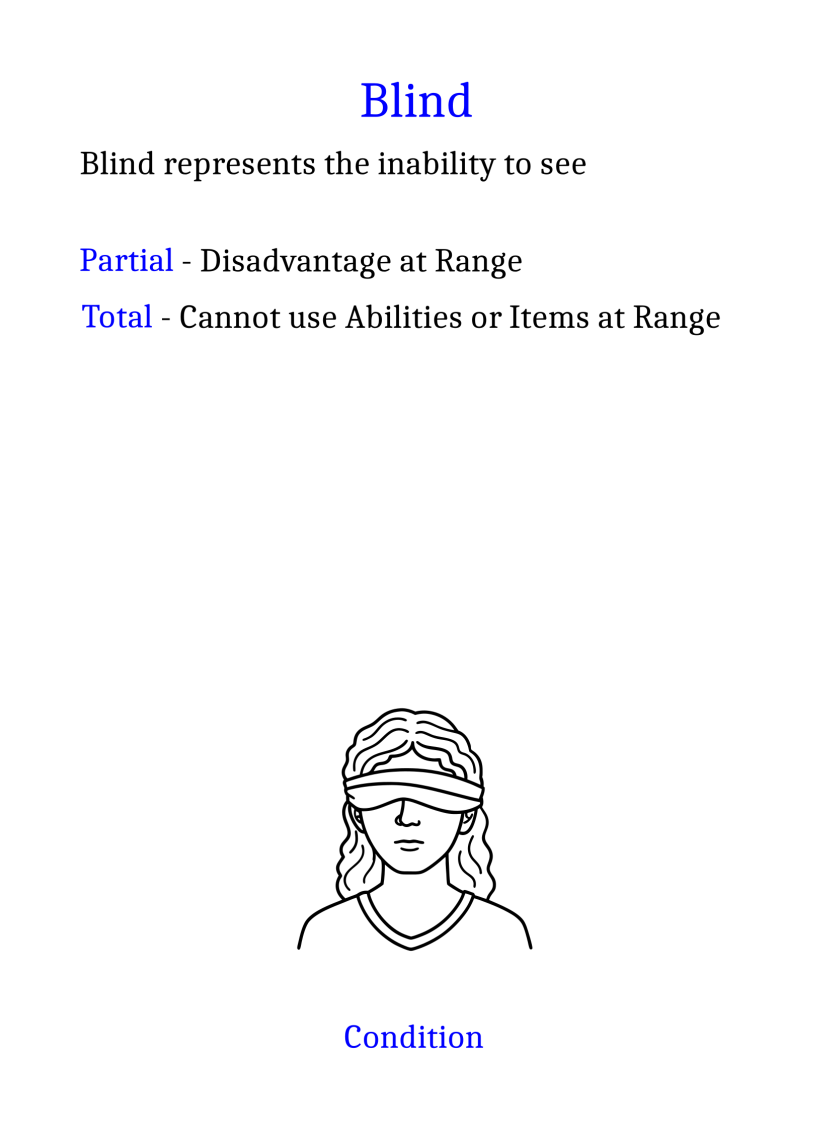 Blind
Blind represents the inability to see
Partial - Disadvantage at Range
Total - Cannot use Abilities or Items at Range
Condition